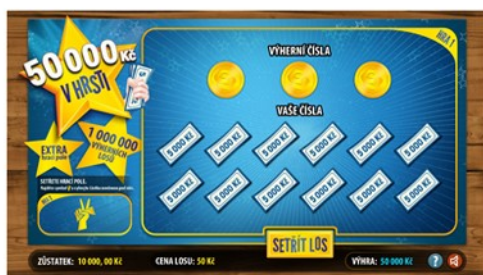 50 000 Kč
V HRSTI
EXTRA
hrací pole
1 000 000
VÝHERNÍCH
LOSŮ
SETŘETE HRACÍ POLE.
HRA 1
VÝHERNÍ ČÍSLA
VAŠE ČÍSLA
5 000 Kč 5 000 Kč 5 000 Kč 5 000 Kč 5 000 Kč 5 000 Kč
5 000 Kč 5 000 Kč 5 000 Kč 5 000 Kč 5 000 Kč 5 000 Kč
SETŘÍT LOS
ZŮSTATEK: 10 000, 00 Kč
CENA LOSU: 50 Kč
VÝHRA: 50 000 Kč
?